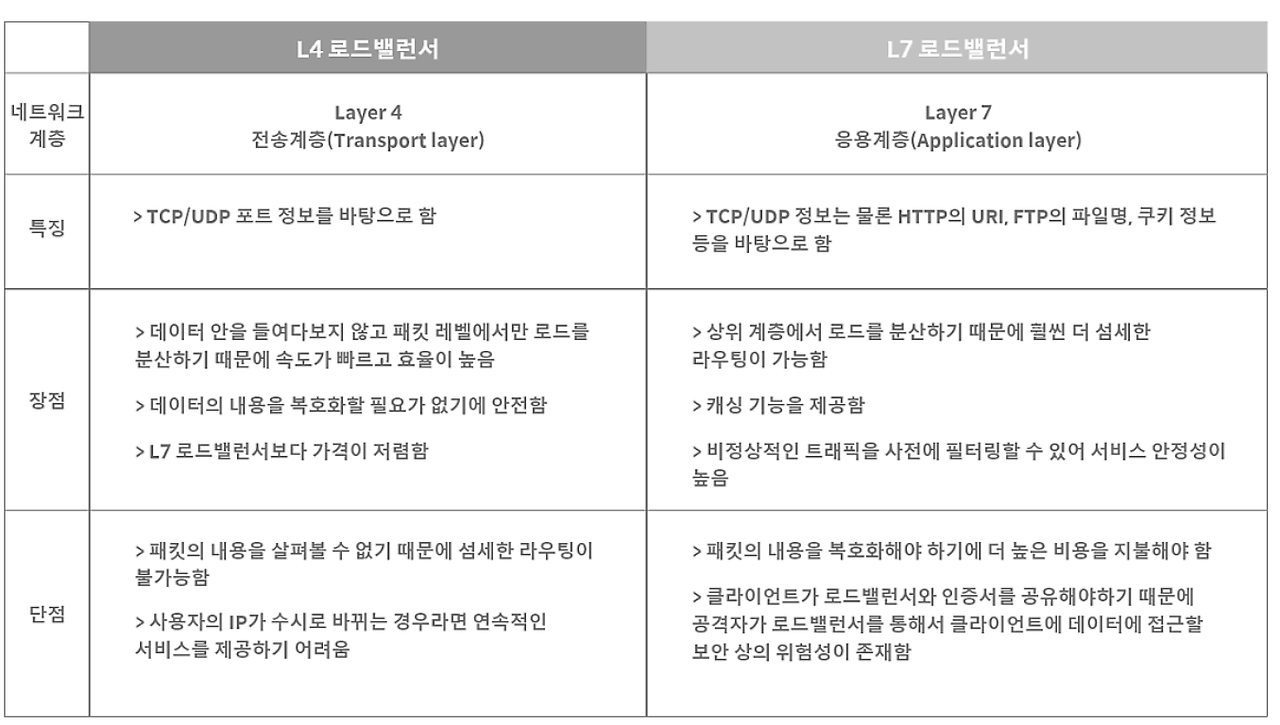 L4 로드밸런서
L7 로드밸런서
네트워크
계층
Layer 4
전송계층(Transport layer)
Layer 7
응용계층(Application layer)
특징
> TCP/UDP 포트 정보를 바탕으로 함
> TCP/UDP 정보는 물론 HTTP의 URI, FTP의 파일명, 쿠키 정보
등을 바탕으로 함
장점
> 데이터 안을 들여다보지 않고 패킷 레벨에서만 로드를
분산하기 때문에 속도가 빠르고 효율이 높음
> 데이터의 내용을 복호화할 필요가 없기에 안전함
> L7 로드밸런서보다 가격이 저렴함
> 상위 계층에서 로드를 분산하기 때문에 훨씬 더 섬세한
라우팅이 가능함
> 캐싱 기능을 제공함
> 비정상적인 트래픽을 사전에 필터링할 수 있어 서비스 안정성이
높음
단점
> 패킷의 내용을 살펴볼 수 없기 때문에 섬세한 라우팅이
불가능함
> 사용자의 IP가 수시로 바뀌는 경우라면 연속적인
서비스를 제공하기 어려움
> 패킷의 내용을 복호화해야 하기에 더 높은 비용을 지불해야 함
> 클라이언트가 로드밸런서와 인증서를 공유해야하기 때문에
공격자가 로드밸런서를 통해서 클라이언트에 데이터에 접근할
보안 상의 위험성이 존재함